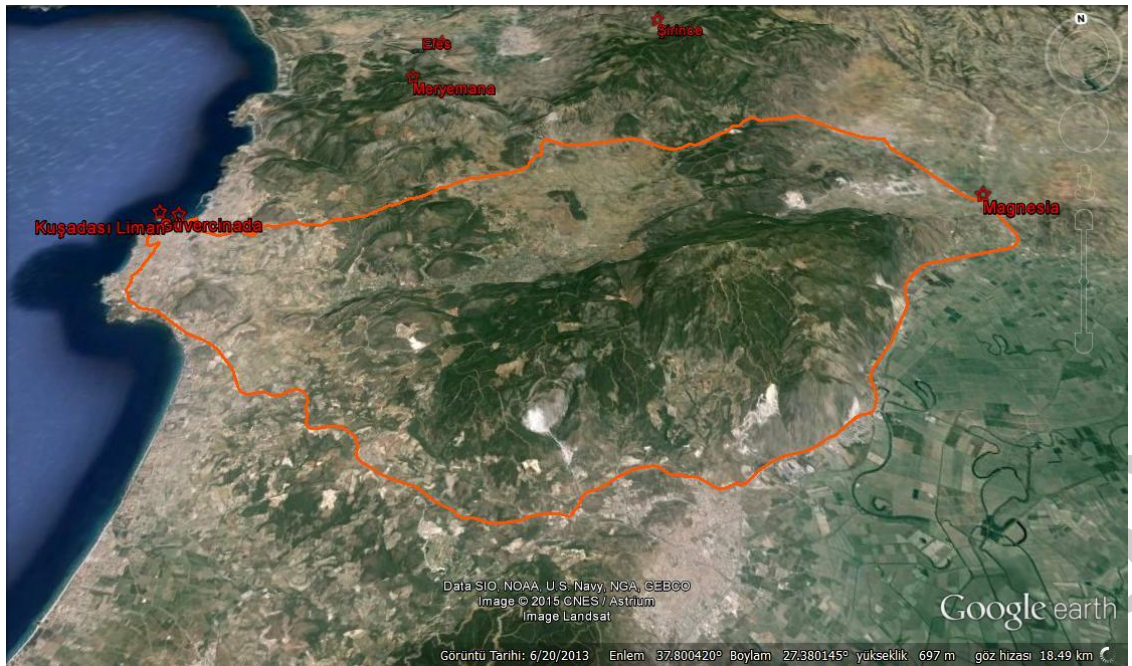 N
Şirince
Efes
Meryemana
Magnesia
Kuşadası Liman
Güvercinada
Data SIO, NOAA, U.S. Navy, NGA, GEBCO
Image © 2015 CNES / Astrium
Image Landsat
Google earth
Görüntü Tarihi: 6/20/2013 Enlem 37.800420° Boylam 27.380145° yükseklik 697 m göz hizası 18.49 km